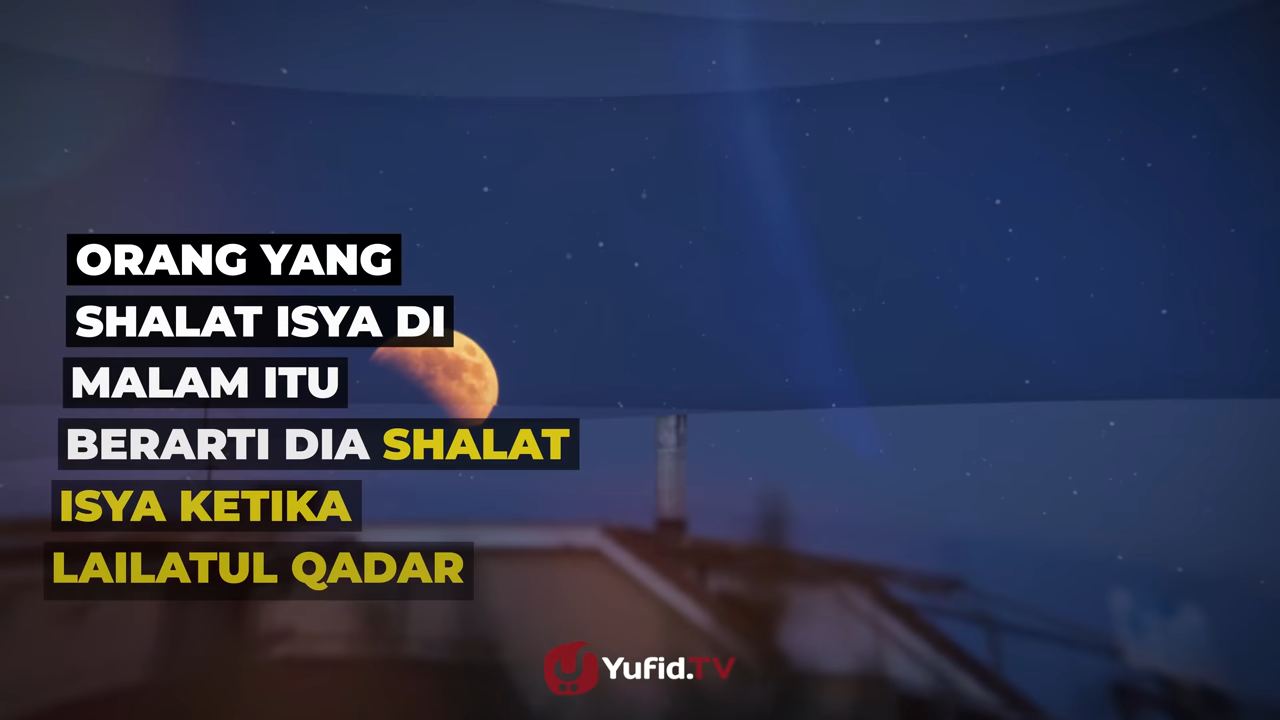 ORANG YANG
SHALAT ISYA DI
MALAM ITU
BERARTI DIA SHALAT
ISYA KETIKA
LAILATUL QADAR
Yufid.TV